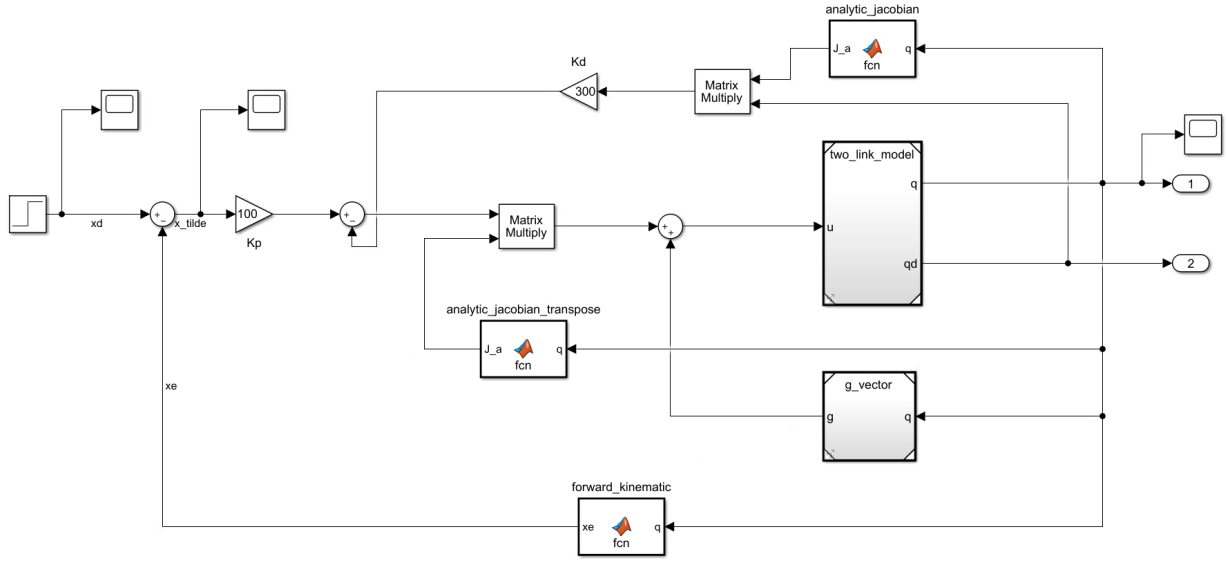 analytic_jacobian
J_a
q
fcn
Kd
300
Matrix
Multiply
two_link_model
q
u
qd
1
2
+
−
xd
x_tilde
100
Kp
+
−
Matrix
Multiply
+
+
analytic_jacobian_transpose
J_a
q
fcn
g_vector
g
q
xe
forward_kinematic
xe
q
fcn